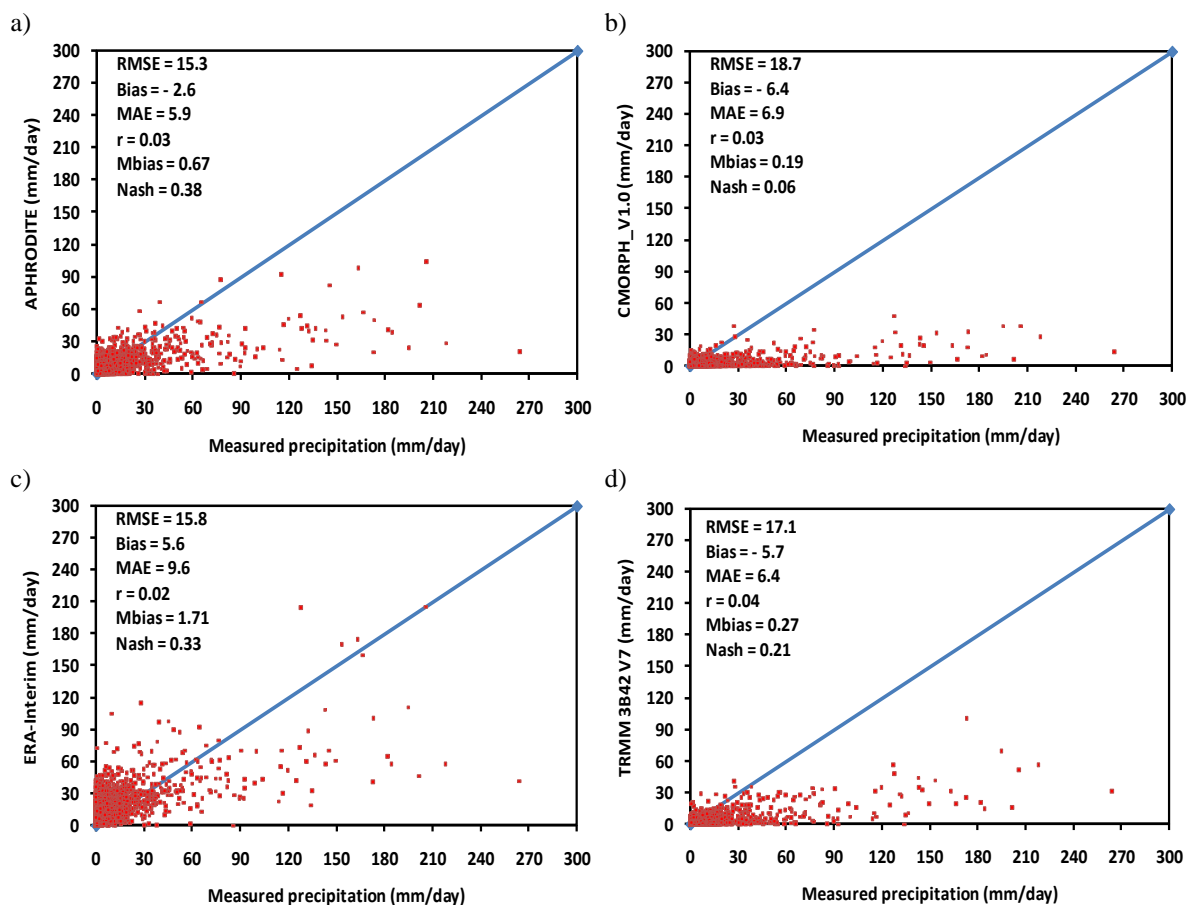 a)
300
270
240
210
180
150
120
90
60
30
0
APHRODITE (mm/day)
RMSE = 15.3
Bias = - 2.6
MAE = 5.9
r = 0.03
Mbias = 0.67
Nash = 0.38
0 30 60 90 120 150 180 210 240 270 300
Measured precipitation (mm/day)
b)
300
270
240
210
180
150
120
90
60
30
0
CMORPH_V1.0 (mm/day)
RMSE = 18.7
Bias = - 6.4
MAE = 6.9
r = 0.03
Mbias = 0.19
Nash = 0.06
0 30 60 90 120 150 180 210 240 270 300
Measured precipitation (mm/day)
c)
300
270
240
210
180
150
120
90
60
30
0
ERA-Interim (mm/day)
RMSE = 15.8
Bias = 5.6
MAE = 9.6
r = 0.02
Mbias = 1.71
Nash = 0.33
0 30 60 90 120 150 180 210 240 270 300
Measured precipitation (mm/day)
d)
300
270
240
210
180
150
120
90
60
30
0
TRMM 3B42 V7 (mm/day)
RMSE = 17.1
Bias = - 5.7
MAE = 6.4
r = 0.04
Mbias = 0.27
Nash = 0.21
0 30 60 90 120 150 180 210 240 270 300
Measured precipitation (mm/day)